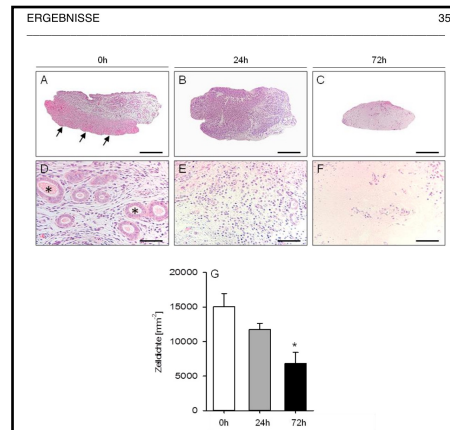 ERGEBNISSE 35
0h 24h 72h
A B C
D E F
* *
G
20000
15000
10000
5000
0
Zelldichte [mm⁻²]
*
0h 24h 72h